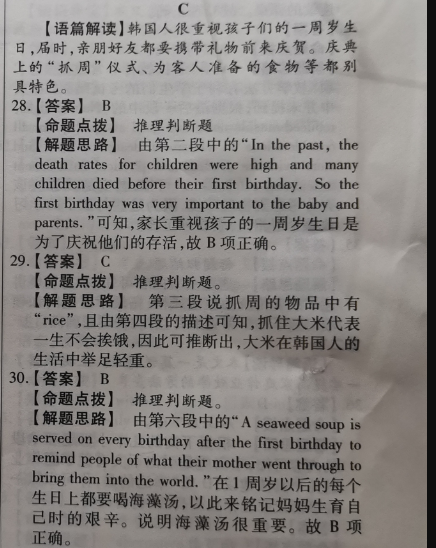 C
【语篇解读】韩国人很重视孩子们的一周岁生
日,届时,亲朋好友都要携带礼物前来庆贺。庆典
上的“抓周”仪式、为客人准备的食物等都别
具特色。
28.【答案】 B
【命题点拨】 推理判断题
【解题思路】 由第二段中的“In the past, the
death rates for children were high and many
children died before their first birthday. So the
first birthday was very important to the baby and
parents.”可知,家长重视孩子的一周岁生日是
为了庆祝他们的存活,故 B 项正确。
29.【答案】 C
【命题点拨】 推理判断题。
【解题思路】 第三段说抓周的物品中有
“rice”,且由第四段的描述可知,抓住大米代表
一生不会挨饿,因此可推断出,大米在韩国人的
生活中举足轻重。
30.【答案】 B
【命题点拨】 推理判断题。
【解题思路】 由第六段中的“A seaweed soup is
served on every birthday after the first birthday to
remind people of what their mother went through to
bring them into the world.”在 1 周岁以后的每个
生日上都要喝海藻汤,以此来铭记妈妈生育自
己时的艰辛。说明海藻汤很重要。故 B 项
正确。